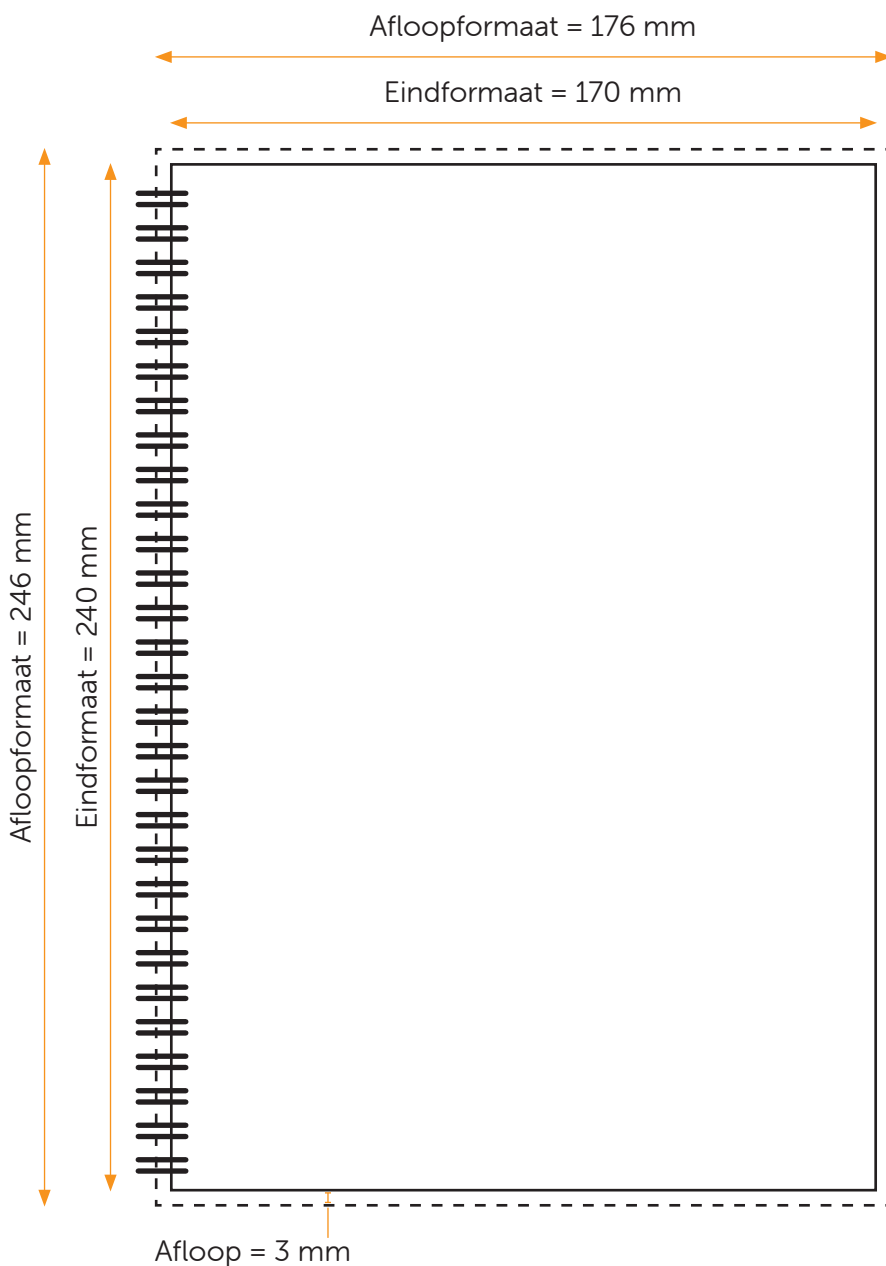 Afloopformaat = 176 mm
Eindformaat = 170 mm
Afloopformaat = 246 mm
Eindformaat = 240 mm
Afloop = 3 mm